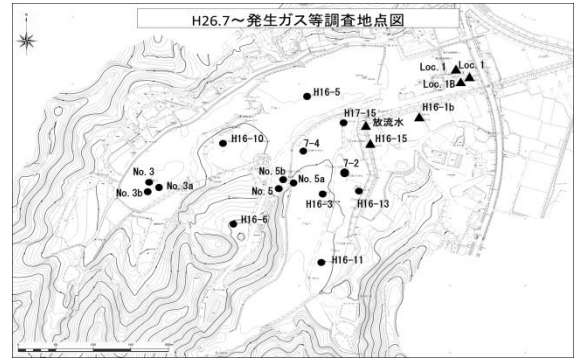 H26.7～発生ガス等調査地点図
Loc. 1 Loc. 1
Loc. 1B
H16-5
H16-1b
H17-15
放流水
H16-10
7-4
H16-15
No. 3
No. 5b
7-2
No. 3b
No. 3a
No. 5
No. 5a
H16-3
H16-13
H16-6
H16-11